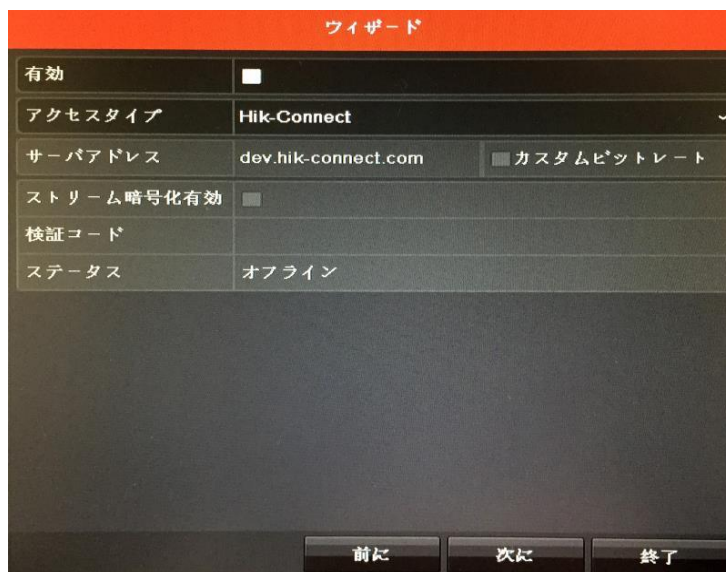 ウィザード
有効
アクセスタイプ Hik-Connect
サーバアドレス dev.hik-connect.com カスタムビットレート
ストリーム暗号化有効
検証コード
ステータス オフライン
前に 次に 終了